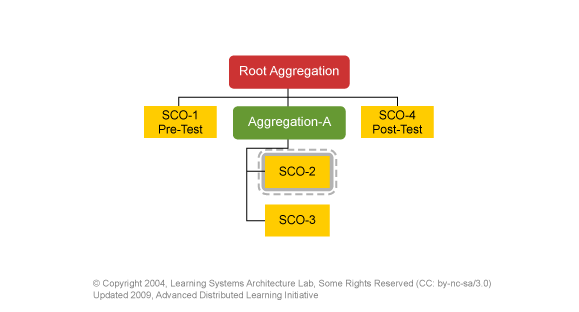 Root Aggregation
SCO-1
Pre-Test
Aggregation-A
SCO-4
Post-Test
SCO-2
SCO-3
© Copyright 2004, Learning Systems Architecture Lab, Some Rights Reserved (CC: by-nc-sa/3.0)
Updated 2009, Advanced Distributed Learning Initiative